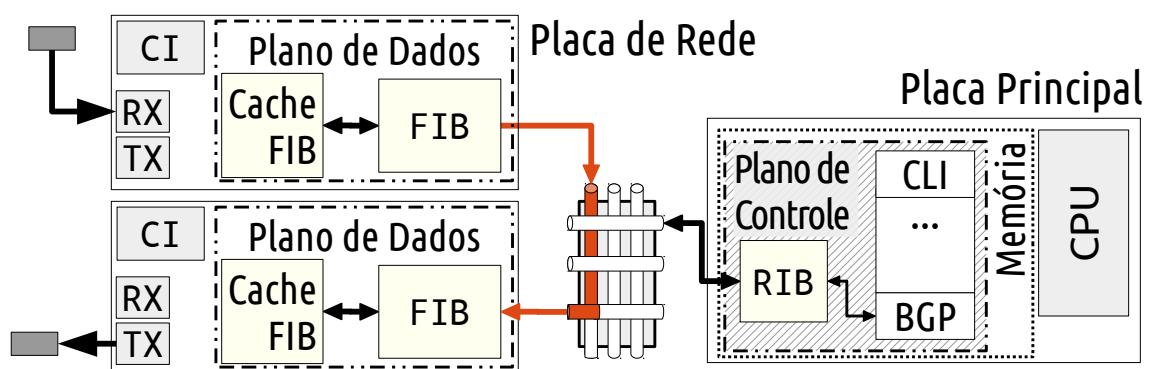 Placa de Rede
CI
Plano de Dados
RX
TX
Cache
FIB
FIB
Placa Principal
Plano de
Controle
CLI
...
RIB
BGP
Memória
CPU
CI
Plano de Dados
RX
TX
Cache
FIB
FIB